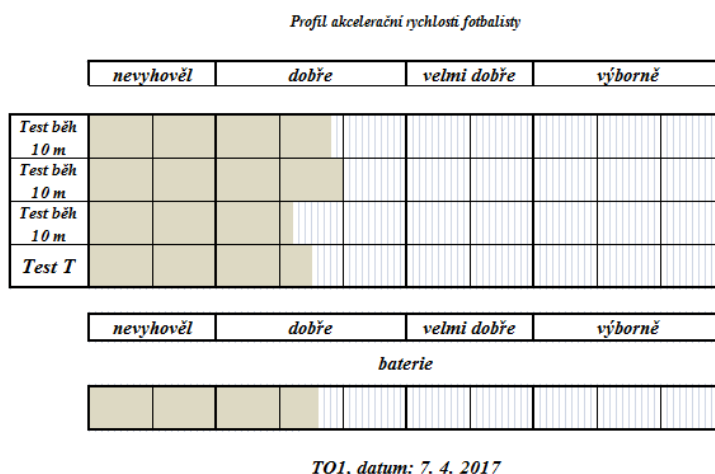 Profil akcelerační rychlosti fotbalisty
nevyhověl dobře velmi dobře výborně
Test běh
10 m
Test běh
10 m
Test běh
10 m
Test T
nevyhověl dobře velmi dobře výborně
baterie
TO1, datum: 7. 4. 2017